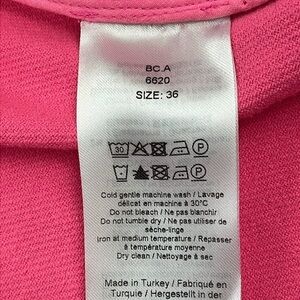 BC.A
6620
SIZE: 36
30
P
P
Cold gentle machine wash / Lavage
délicat en machine à 30°C
Do not bleach / Ne pas blanchir
Do not tumble dry / Ne pas utiliser de
sèche-linge
Iron at medium temperature / Repasser
à température moyenne
Dry clean / Nettoyage à sec
Made in Turkey / Fabriqué en
Turquie / Hergestellt in der